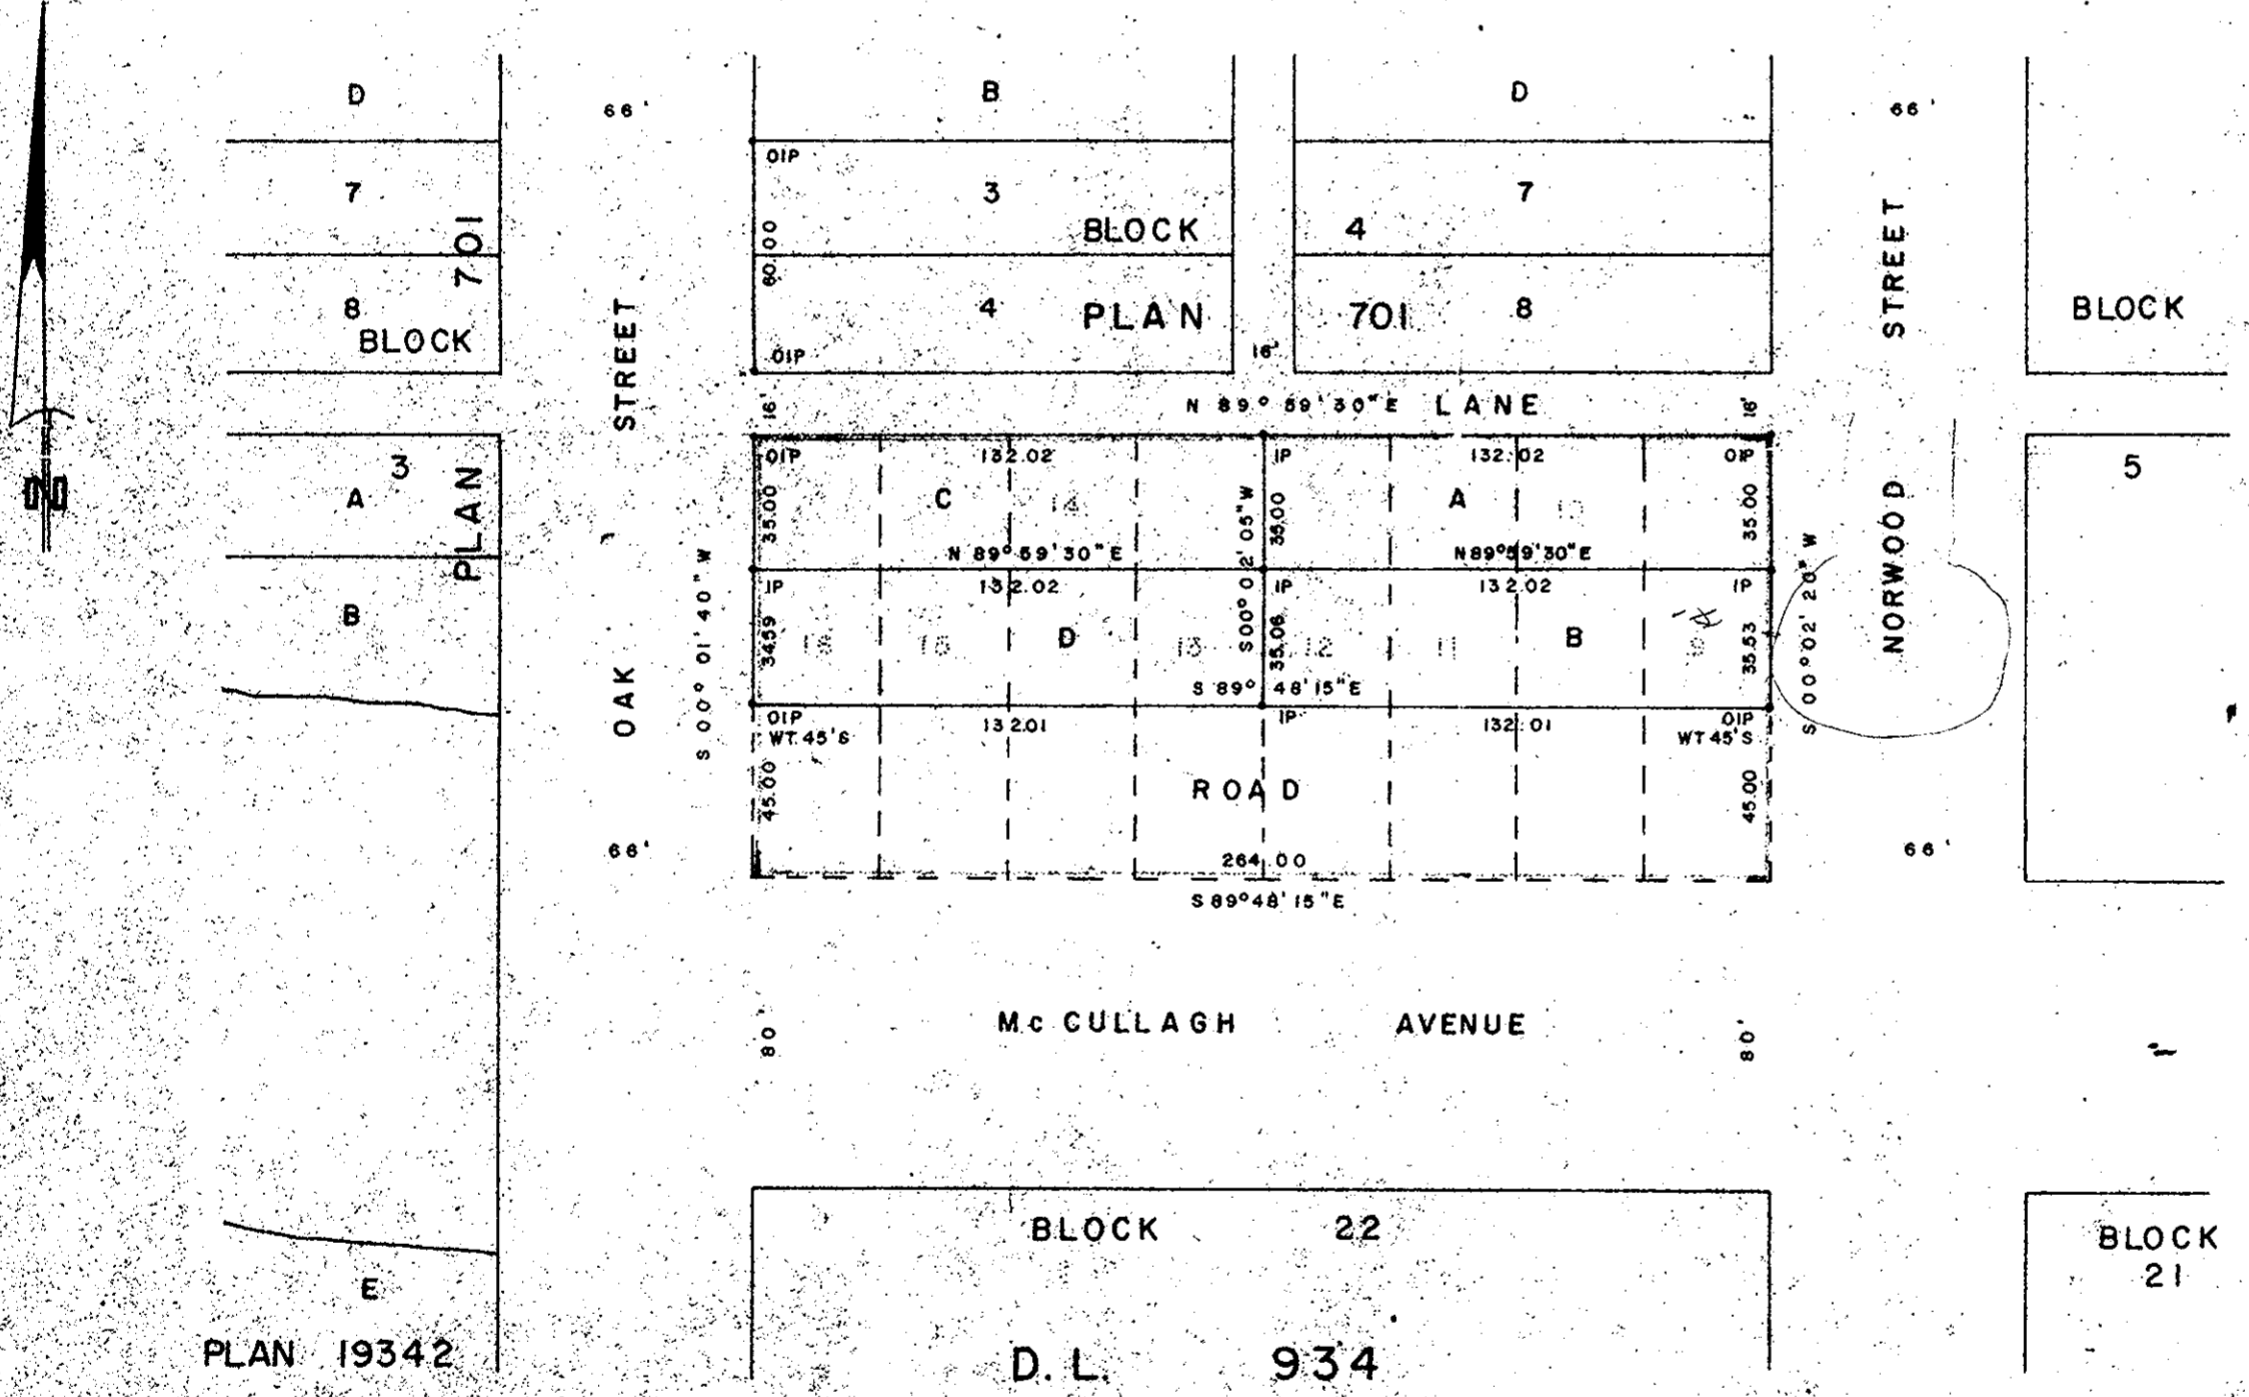 D
66'
B
D
66'
OIP
7
3
7
BLOCK
4
60.00
701
8
4
PLAN
701
8
BLOCK
BLOCK
STREET
STREET
OIP
16'
16'
N 89° 59' 30" E LANE
16'
3
OIP
132.02
IP
132.02
OIP
5
A
PLAN
35.00
C
14
S 00° 02' 05" W
35.00
A
35.00
NORWOOD
N 89° 59' 30" E
N 89° 59' 30" E
IP
132.02
IP
132.02
IP
B
S 00° 01' 40" W
34.59
15
D
13
35.06
12
11
B
35.53
S 00° 02' 20" W
OAK
S 89° 48' 15" E
OIP
132.01
IP
132.01
OIP
WT. 45' S
WT 45' S
45.00
ROAD
45.00
66'
264.00
66'
S 89° 48' 15" E
80'
Mc CULLAGH AVENUE
80'
BLOCK 22
BLOCK
21
E
PLAN 19342
D. L. 934